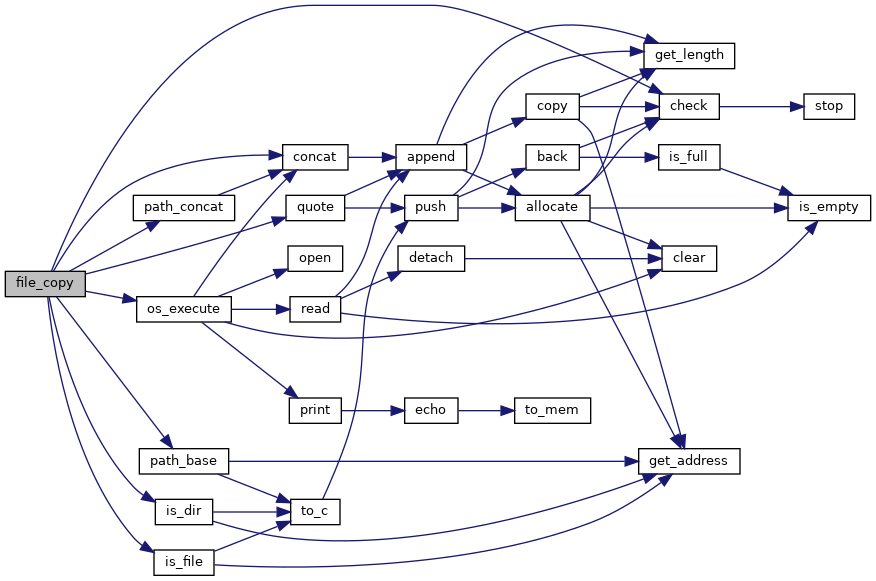 get_length
copy
check
stop
concat
append
back
is_full
path_concat
quote
push
allocate
is_empty
open
detach
clear
file_copy
os_execute
read
print
echo
to_mem
path_base
get_address
is_dir
to_c
is_file